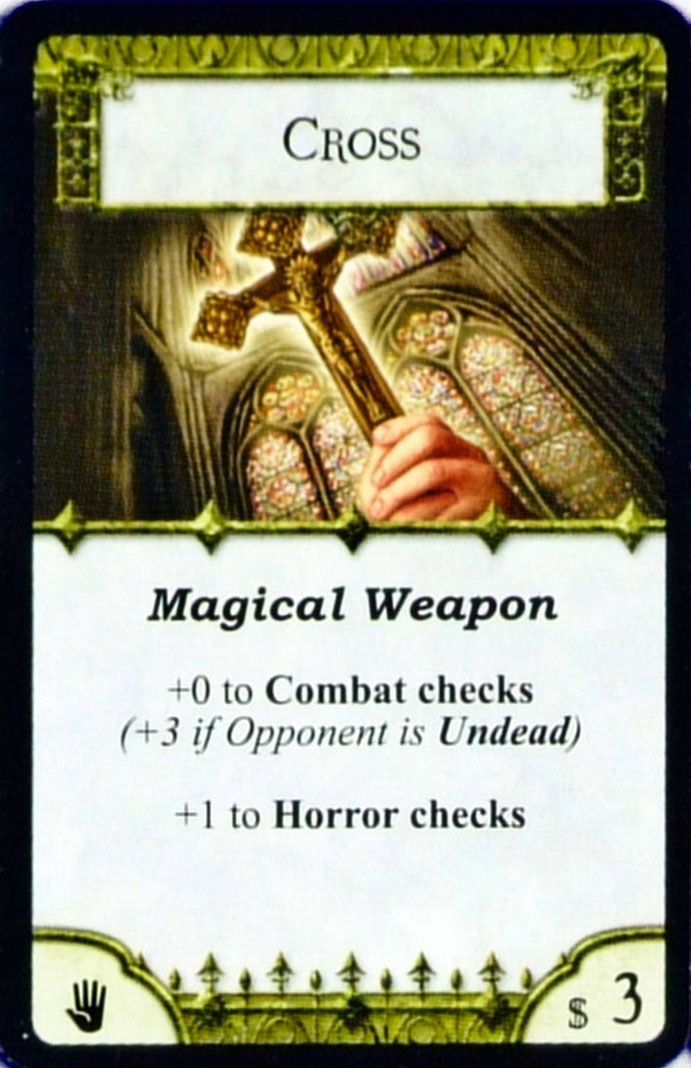 Cross
Magical Weapon
+0 to Combat checks
(+3 if Opponent is Undead)
+1 to Horror checks
$ 3